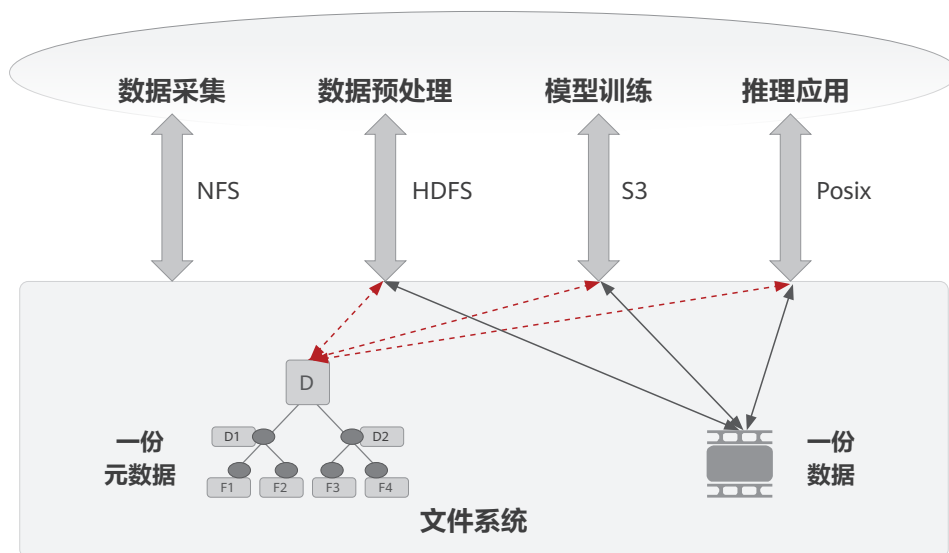 数据采集
数据预处理
模型训练
推理应用
NFS
HDFS
S3
Posix
D
D1
D2
F1
F2
F3
F4
一份
元数据
一份
数据
文件系统